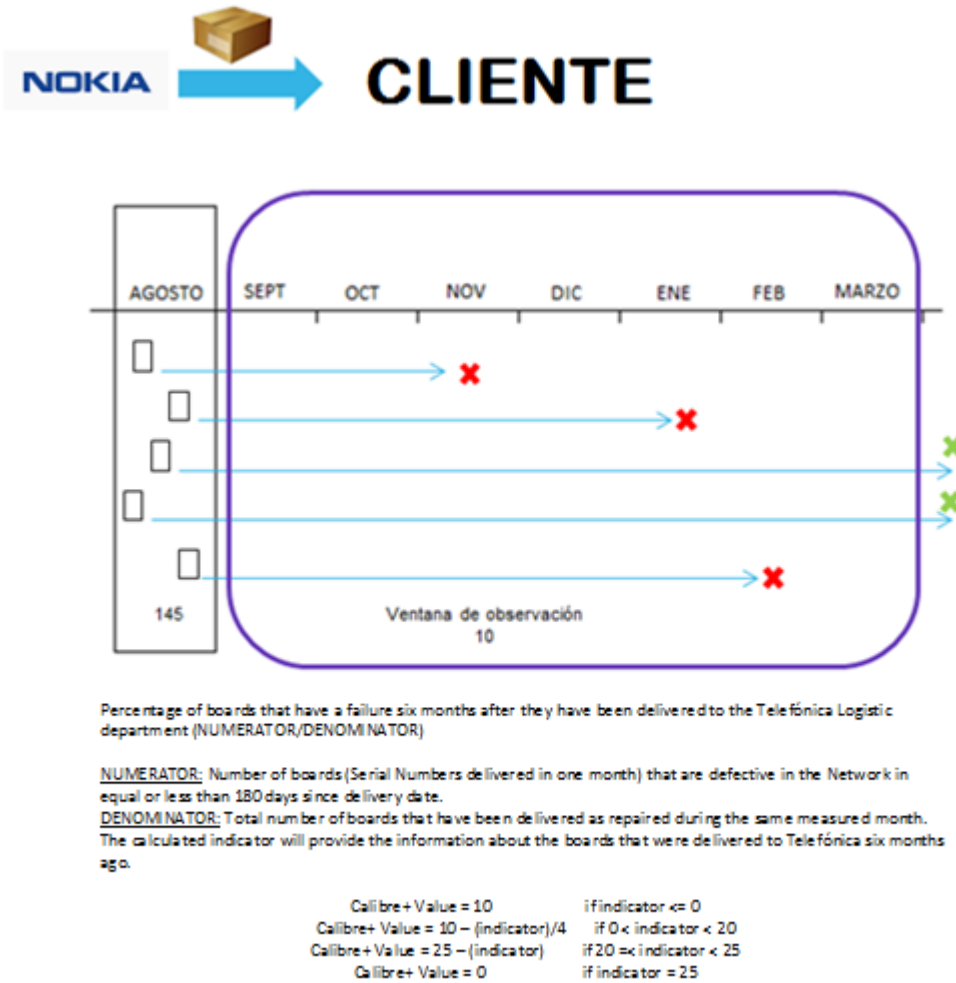 NOKIA
CLIENTE
AGOSTO SEPT OCT NOV DIC ENE FEB MARZO
145
Ventana de observación
10
Percentage of boards that have a failure six months after they have been delivered to the Telefónica Logistic
department (NUMERATOR/DENOMINATOR)
NUMERATOR: Number of boards (Serial Numbers delivered in one month) that are defective in the Network in
equal or less than 180 days since delivery date.
DENOMINATOR: Total number of boards that have been delivered as repaired during the same measured month.
The calculated indicator will provide the information about the boards that were delivered to Telefónica six months
ago.
Calibre+ Value = 10 if indicator <= 0
Calibre+ Value = 10 – (indicator)/4 if 0 < indicator < 20
Calibre+ Value = 25 – (indicator) if 20 =< indicator < 25
Calibre+ Value = 0 if indicator = 25